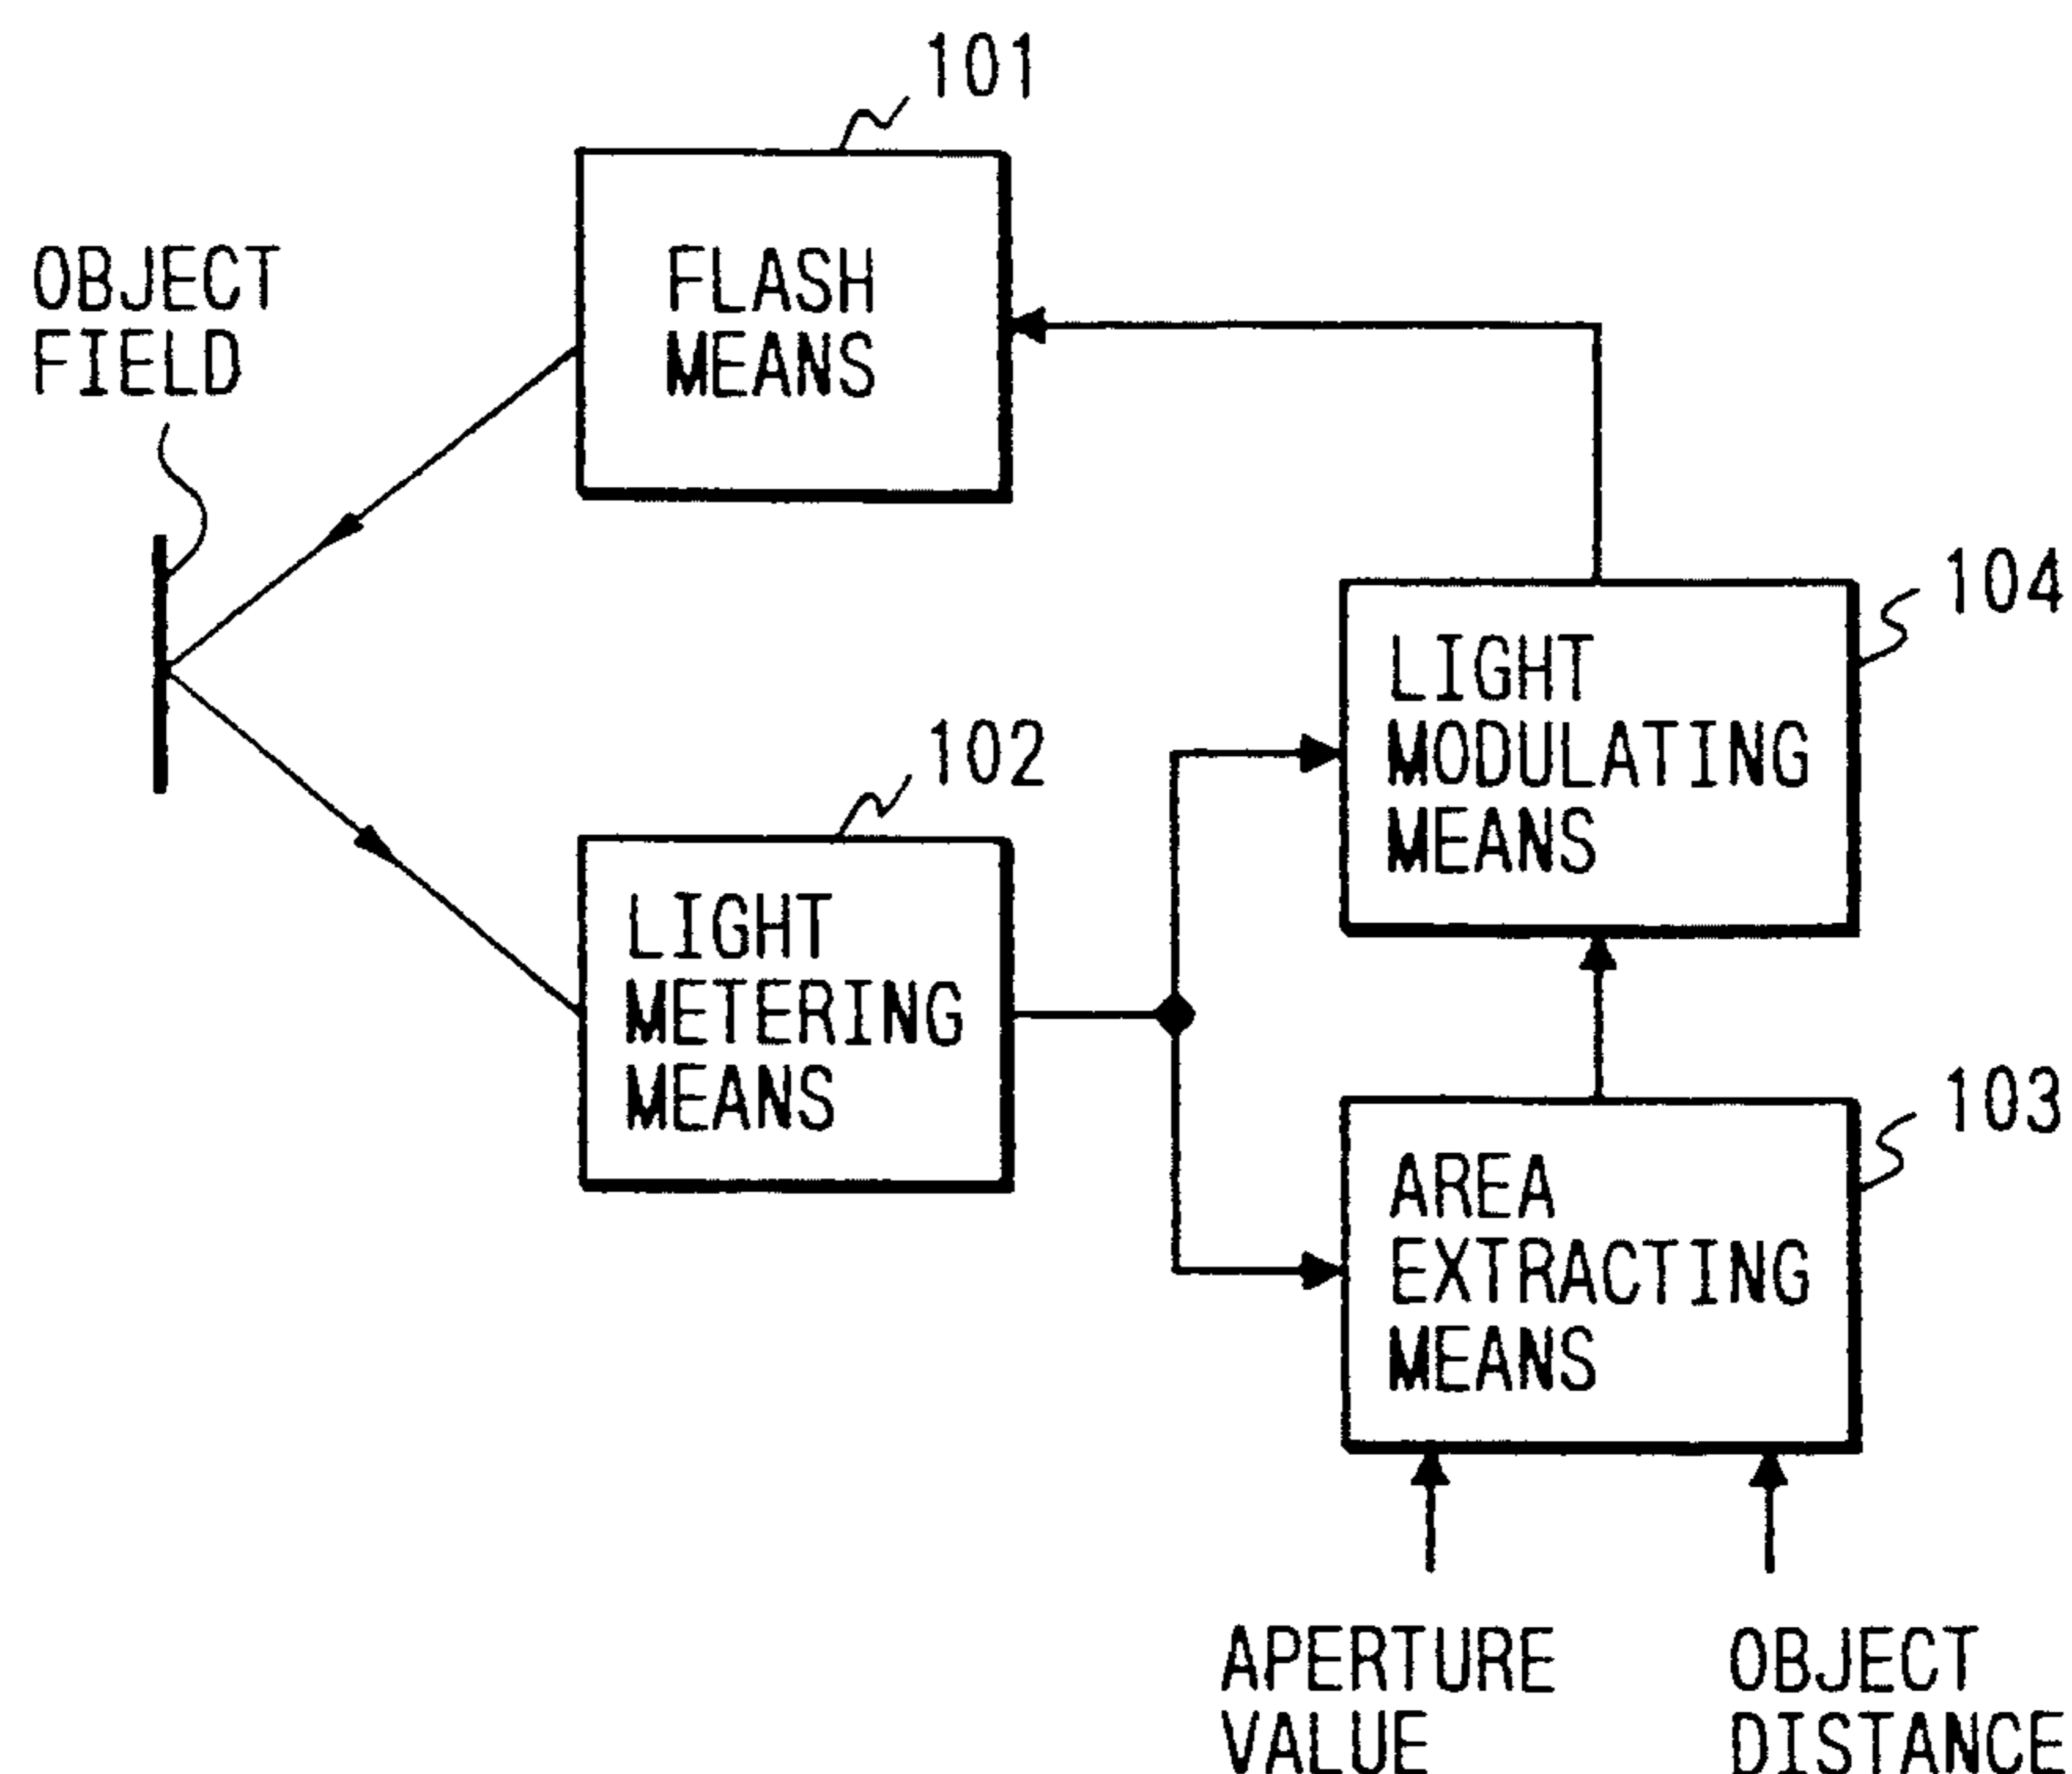 101
OBJECT
FIELD
FLASH
MEANS
104
LIGHT
MODULATING
MEANS
102
LIGHT
METERING
MEANS
103
AREA
EXTRACTING
MEANS
APERTURE
VALUE
OBJECT
DISTANCE